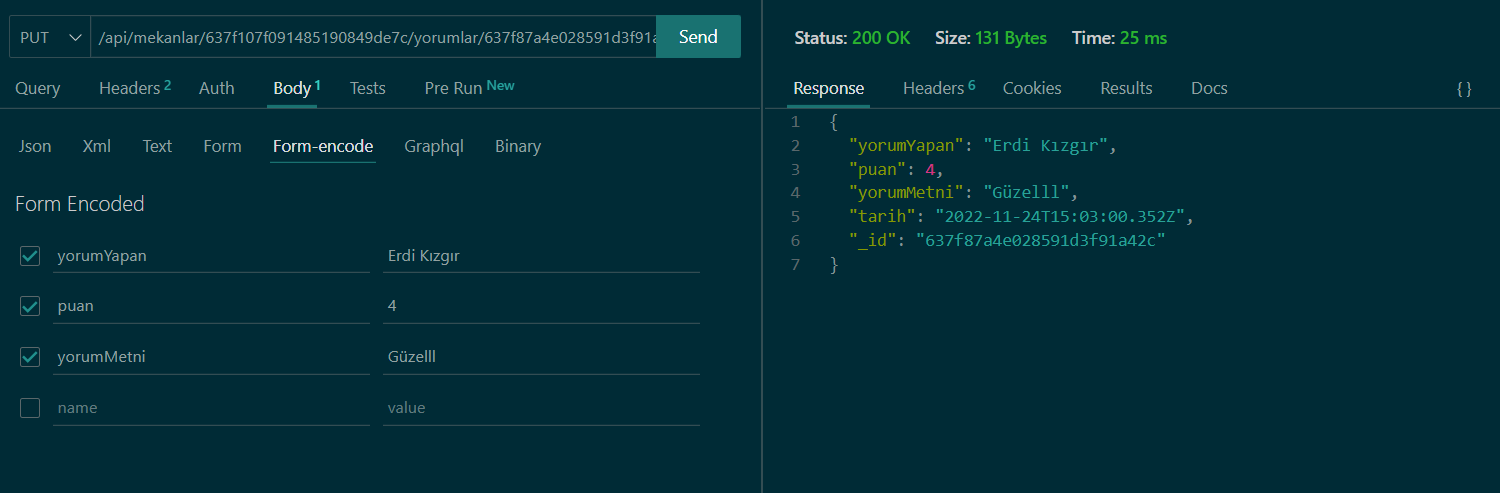 PUT /api/mekanlar/637f107f091485190849de7c/yorumlar/637f87a4e028591d3f91a Send
Query Headers 2 Auth Body 1 Tests Pre Run New
Json Xml Text Form Form-encode Graphql Binary
Form Encoded
yorumYapan Erdi Kızgır
puan 4
yorumMetni Güzelll
name value
Status: 200 OK Size: 131 Bytes Time: 25 ms
Response Headers 6 Cookies Results Docs {}
1 {
2 "yorumYapan": "Erdi Kızgır",
3 "puan": 4,
4 "yorumMetni": "Güzelll",
5 "tarih": "2022-11-24T15:03:00.352Z",
6 "_id": "637f87a4e028591d3f91a42c"
7 }